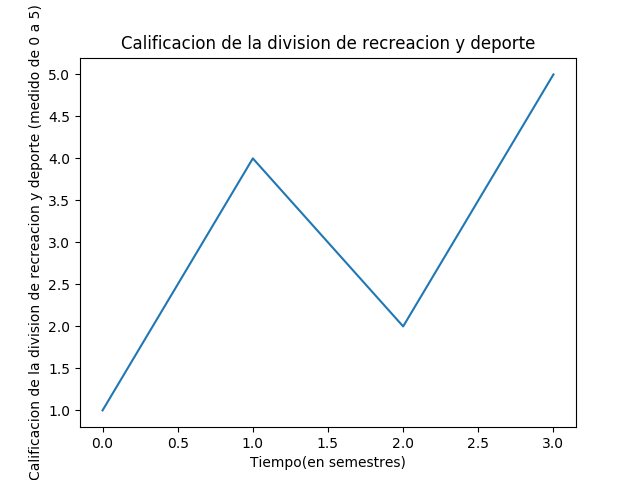 Calificacion de la division de recreacion y deporte
Calificacion de la division de recreacion y deporte (medido de 0 a 5)
5.0
4.5
4.0
3.5
3.0
2.5
2.0
1.5
1.0
0.0 0.5 1.0 1.5 2.0 2.5 3.0
Tiempo(en semestres)